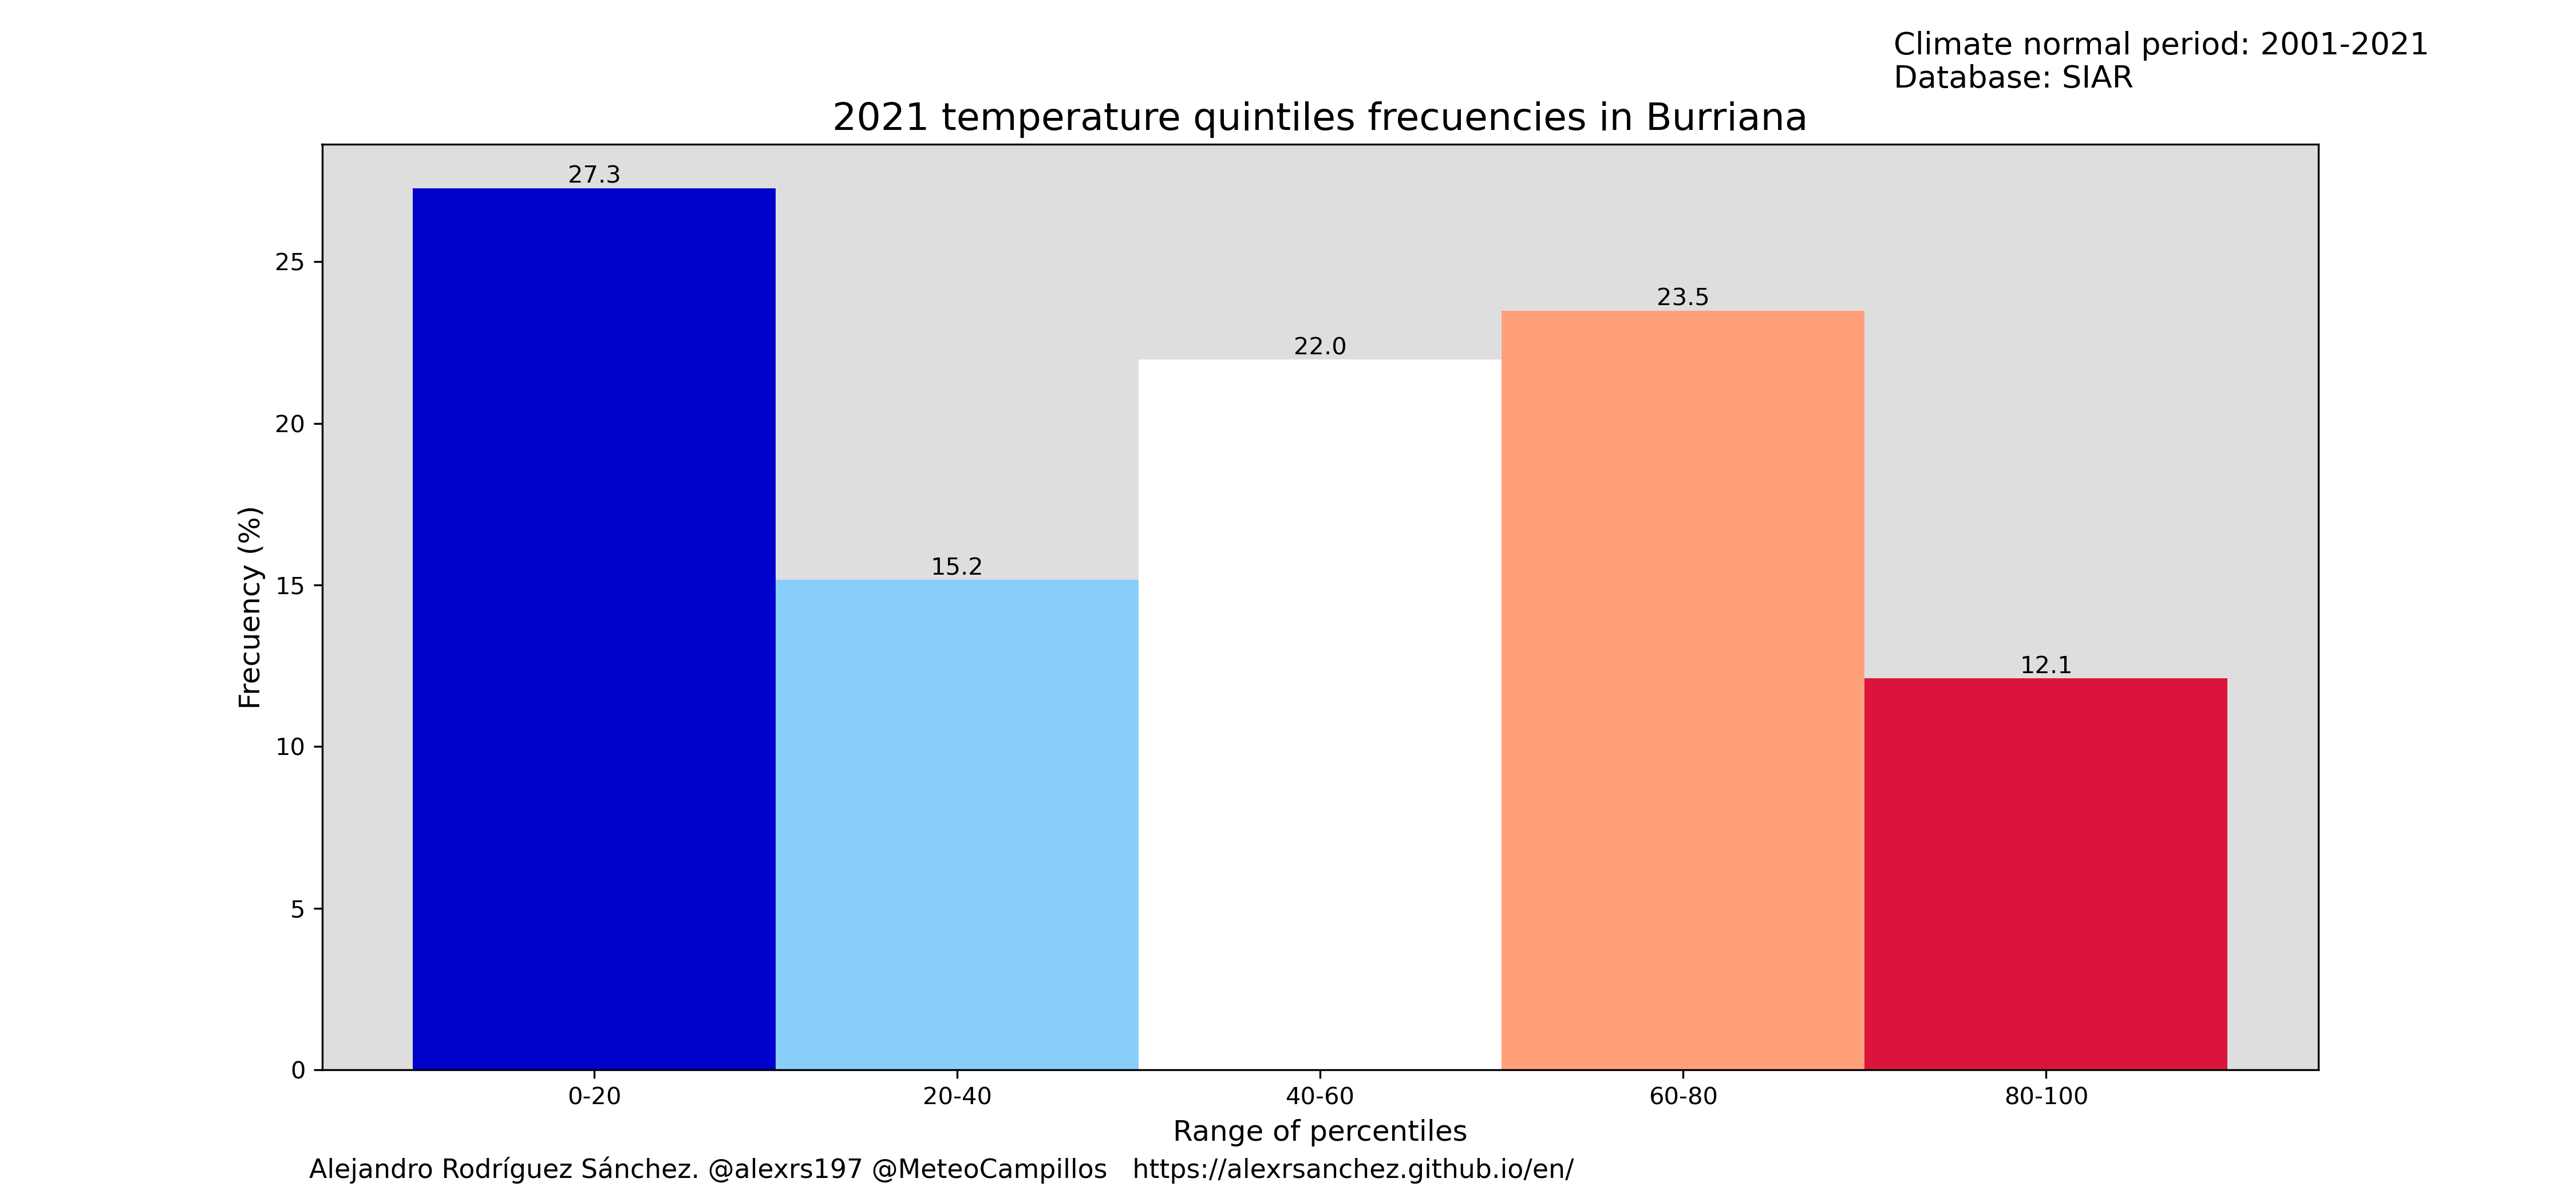 Climate normal period: 2001-2021
Database: SIAR
2021 temperature quintiles frecuencies in Burriana
27.3
15.2
22.0
23.5
12.1
Frecuency (%)
25
20
15
10
5
0
0-20 20-40 40-60 60-80 80-100
Range of percentiles
Alejandro Rodríguez Sánchez. @alexrs197 @MeteoCampillos https://alexrsanchez.github.io/en/